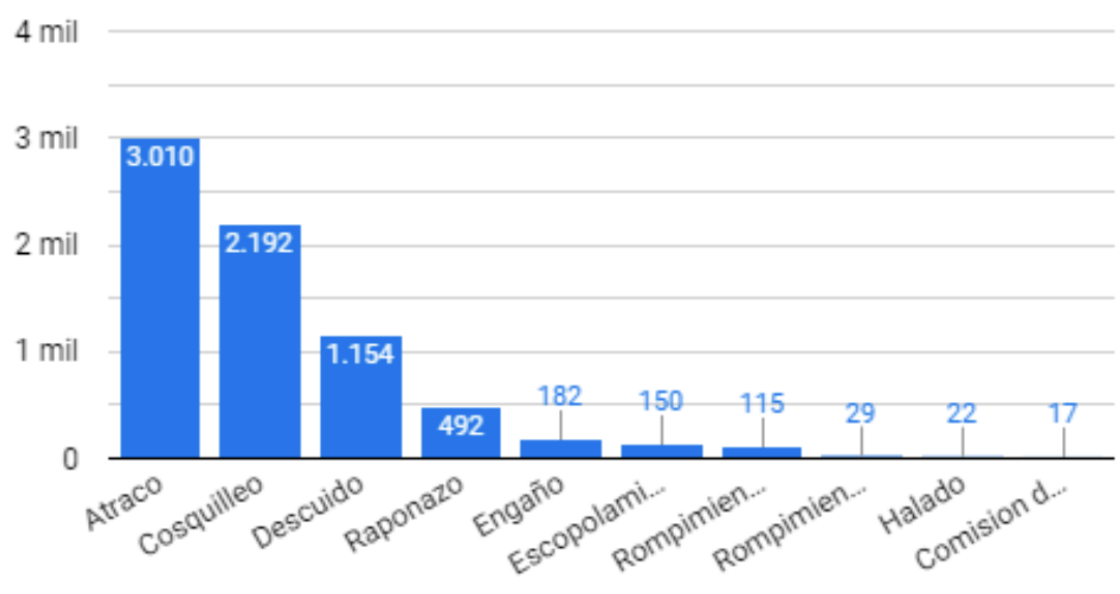 4 mil
3 mil
2 mil
1 mil
0
3.010
2.192
1.154
492
182
150
115
29
22
17
Atraco
Cosquilleo
Descuido
Raponazo
Engaño
Escopolami...
Rompimien...
Rompimien...
Halado
Comision d...